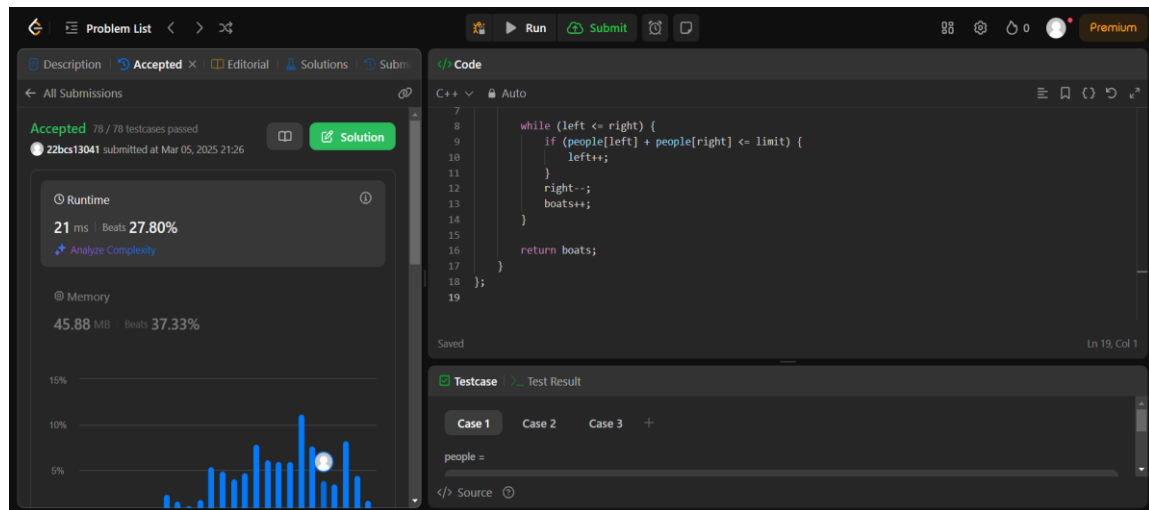 Problem List
Run
Submit
0
Premium
Description
Accepted
Editorial
Solutions
Subm
All Submissions
Accepted 78 / 78 testcases passed
22bcs13041 submitted at Mar 05, 2025 21:26
Solution
Runtime
21 ms | Beats 27.80%
Analyze Complexity
Memory
45.88 MB | Beats 37.33%
15%
10%
5%
</> Code
C++
Auto
7
8 while (left <= right) {
9 if (people[left] + people[right] <= limit) {
10 left++;
11 }
12 right--;
13 boats++;
14 }
15
16 return boats;
17 }
18 };
19
Saved
Ln 19, Col 1
Testcase
>_ Test Result
Case 1
Case 2
Case 3
+
people =
</> Source